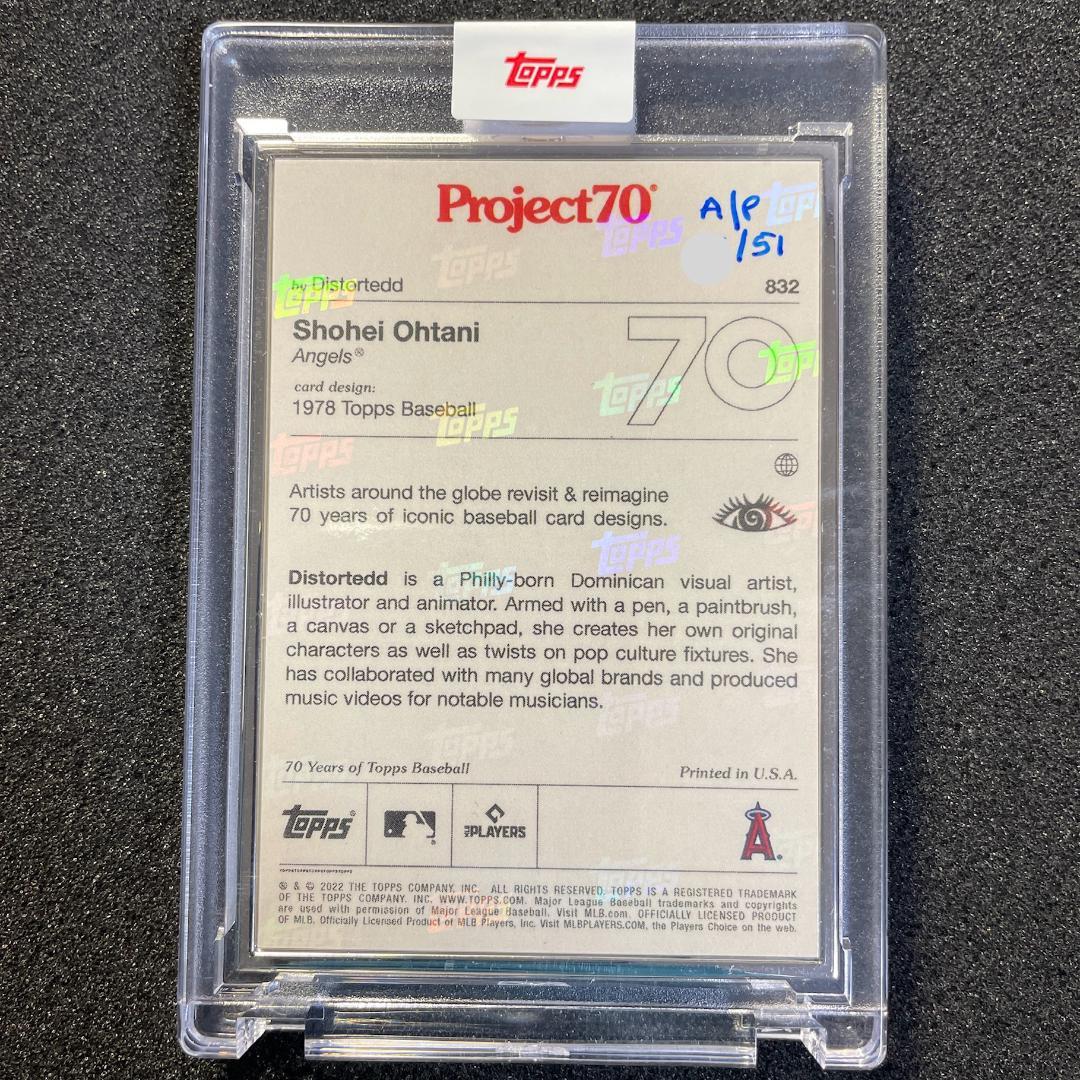 Topps
Project70®
A/P
/51
by Distortedd
832
Shohei Ohtani
Angels®
card design:
1978 Topps Baseball
70
Artists around the globe revisit & reimagine
70 years of iconic baseball card designs.
Distortedd is a Philly-born Dominican visual artist,
illustrator and animator. Armed with a pen, a paintbrush,
a canvas or a sketchpad, she creates her own original
characters as well as twists on pop culture fixtures. She
has collaborated with many global brands and produced
music videos for notable musicians.
70 Years of Topps Baseball
Printed in U.S.A.
Topps®
MLB PLAYERS
A
® & © 2022 THE TOPPS COMPANY, INC. ALL RIGHTS RESERVED. TOPPS IS A REGISTERED TRADEMARK
OF THE TOPPS COMPANY, INC. WWW.TOPPS.COM. Major League Baseball trademarks and copyrights
are used with permission of Major League Baseball. Visit MLB.com. OFFICIALLY LICENSED PRODUCT
OF MLB. Officially Licensed Product of MLB Players, Inc. Visit MLBPLAYERS.COM, the Players Choice on the web.